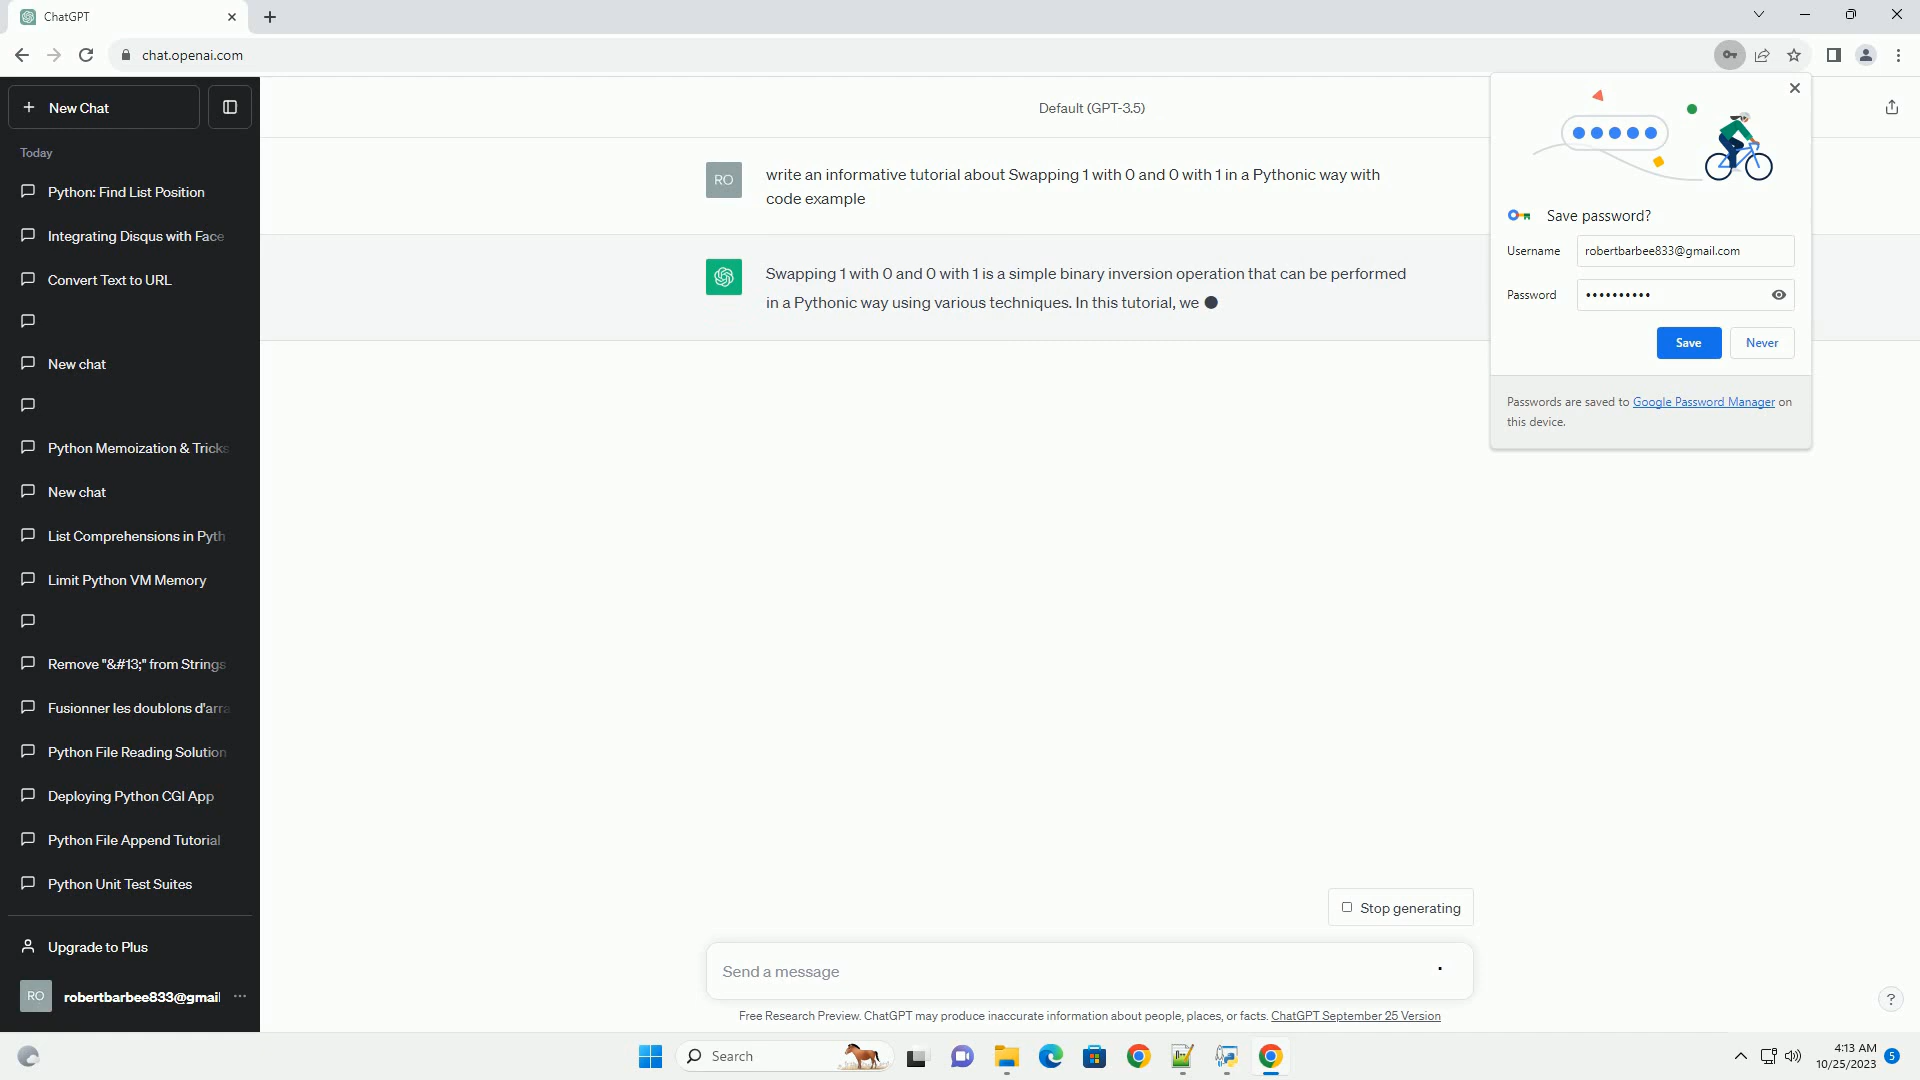 ChatGPT
chat.openai.com
New Chat
Today
Python: Find List Position
Integrating Disqus with Face
Convert Text to URL
New chat
Python Memoization & Tricks
New chat
List Comprehensions in Pyth
Limit Python VM Memory
Remove "&#13;" from Strings
Fusionner les doublons d'arra
Python File Reading Solution
Deploying Python CGI App
Python File Append Tutorial
Python Unit Test Suites
Upgrade to Plus
RO robertbarbee833@gmail
Default (GPT-3.5)
RO
write an informative tutorial about Swapping 1 with 0 and 0 with 1 in a Pythonic way with
code example
Swapping 1 with 0 and 0 with 1 is a simple binary inversion operation that can be performed
in a Pythonic way using various techniques. In this tutorial, we
Save password?
Username robertbarbee833@gmail.com
Password ••••••••••
Save Never
Passwords are saved to Google Password Manager on
this device.
Stop generating
Send a message
Free Research Preview. ChatGPT may produce inaccurate information about people, places, or facts. ChatGPT September 25 Version
?
Search
4:13 AM
10/25/2023
5